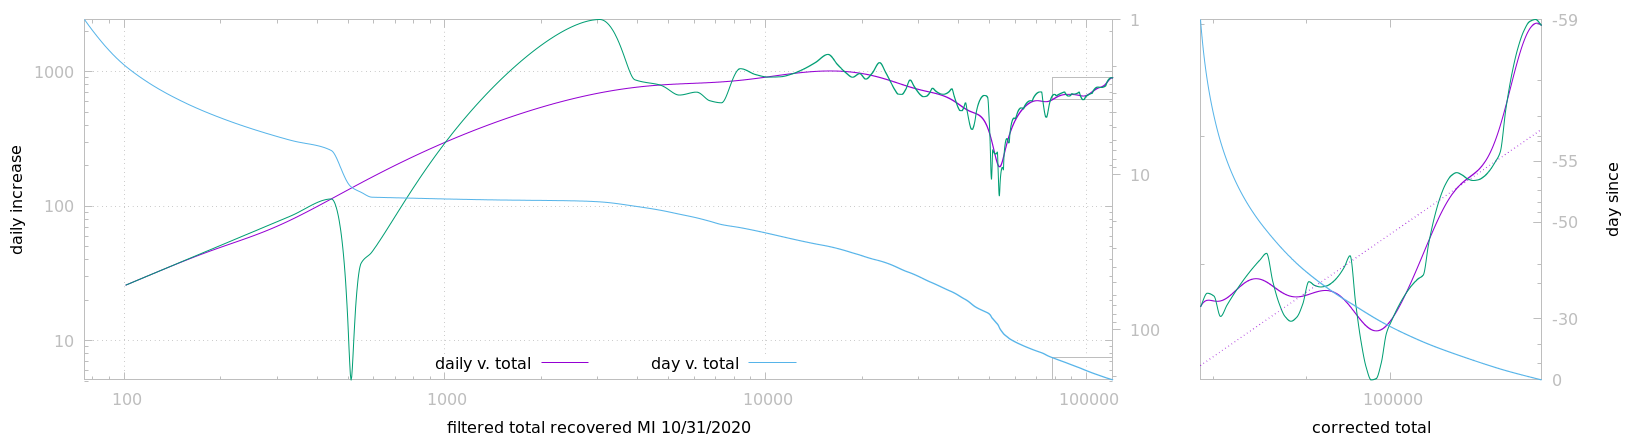 1000
100
10
daily increase
100
1000
10000
100000
filtered total recovered MI 10/31/2020
daily v. total
day v. total
1
10
100
100000
corrected total
-59
-55
-50
-30
0
day since